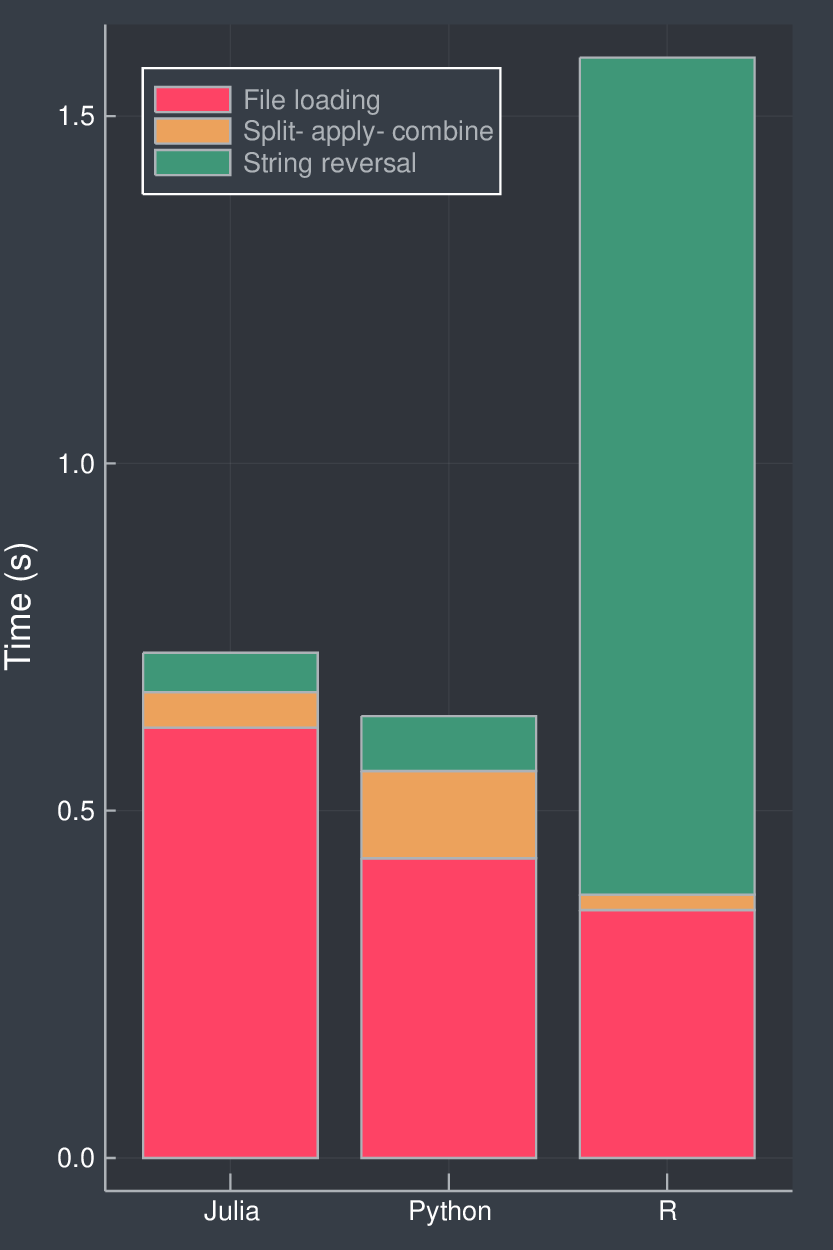 1.5
1.0
0.5
0.0
Time (s)
File loading
Split- apply- combine
String reversal
Julia
Python
R